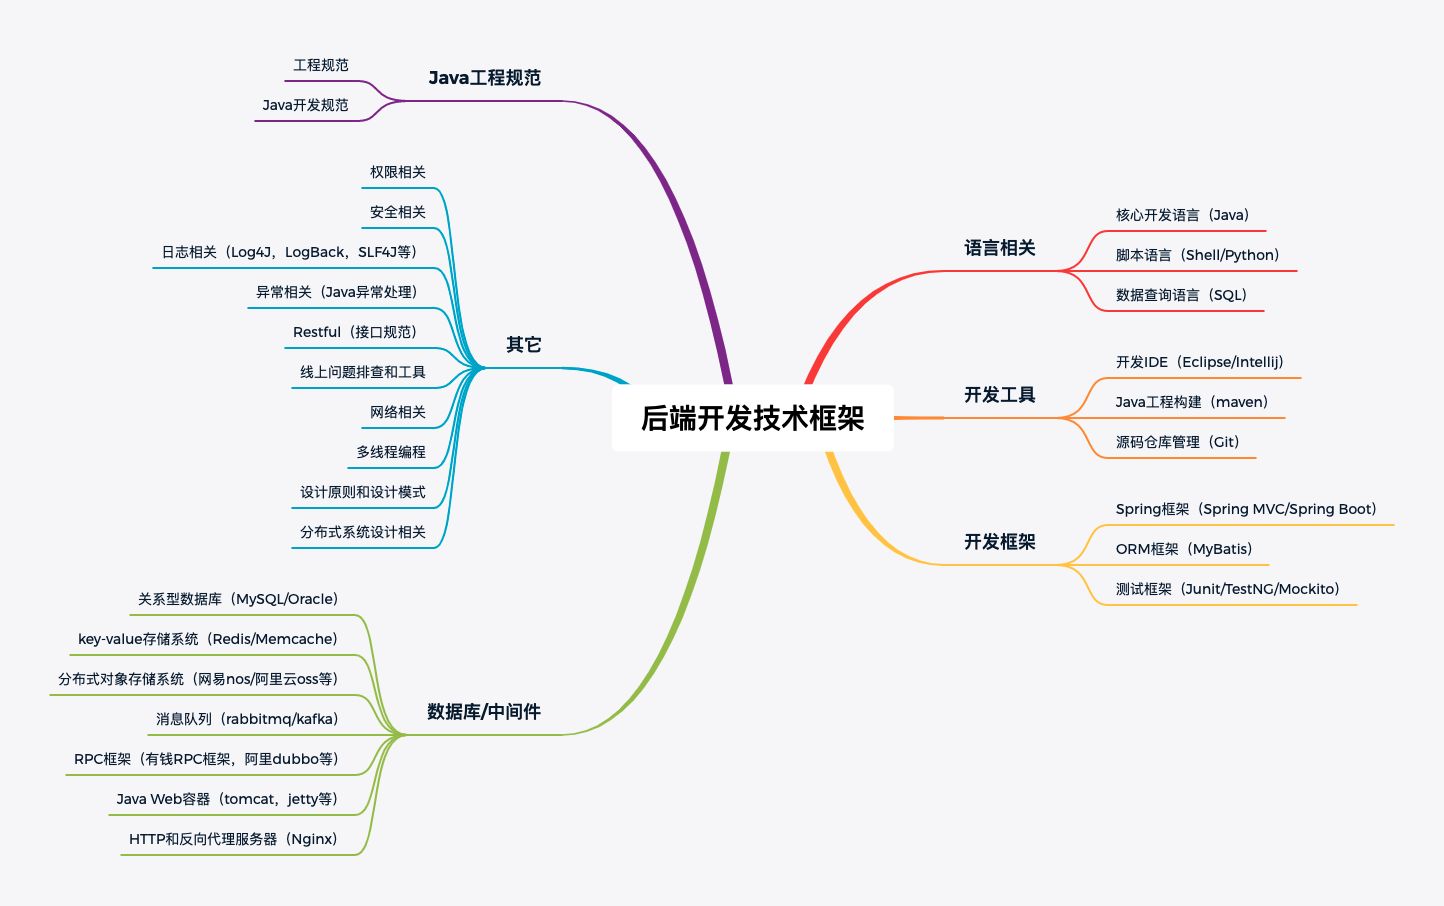 后端开发技术框架
Java工程规范
工程规范
Java开发规范
其它
权限相关
安全相关
日志相关（Log4J，LogBack，SLF4J等）
异常相关（Java异常处理）
Restful（接口规范）
线上问题排查和工具
网络相关
多线程编程
设计原则和设计模式
分布式系统设计相关
数据库/中间件
关系型数据库（MySQL/Oracle）
key-value存储系统（Redis/Memcache）
分布式对象存储系统（网易nos/阿里云oss等）
消息队列（rabbitmq/kafka）
RPC框架（有钱RPC框架，阿里dubbo等）
Java Web容器（tomcat，jetty等）
HTTP和反向代理服务器（Nginx）
语言相关
核心开发语言（Java）
脚本语言（Shell/Python）
数据查询语言（SQL）
开发工具
开发IDE（Eclipse/Intellij）
Java工程构建（maven）
源码仓库管理（Git）
开发框架
Spring框架（Spring MVC/Spring Boot）
ORM框架（MyBatis）
测试框架（Junit/TestNG/Mockito）